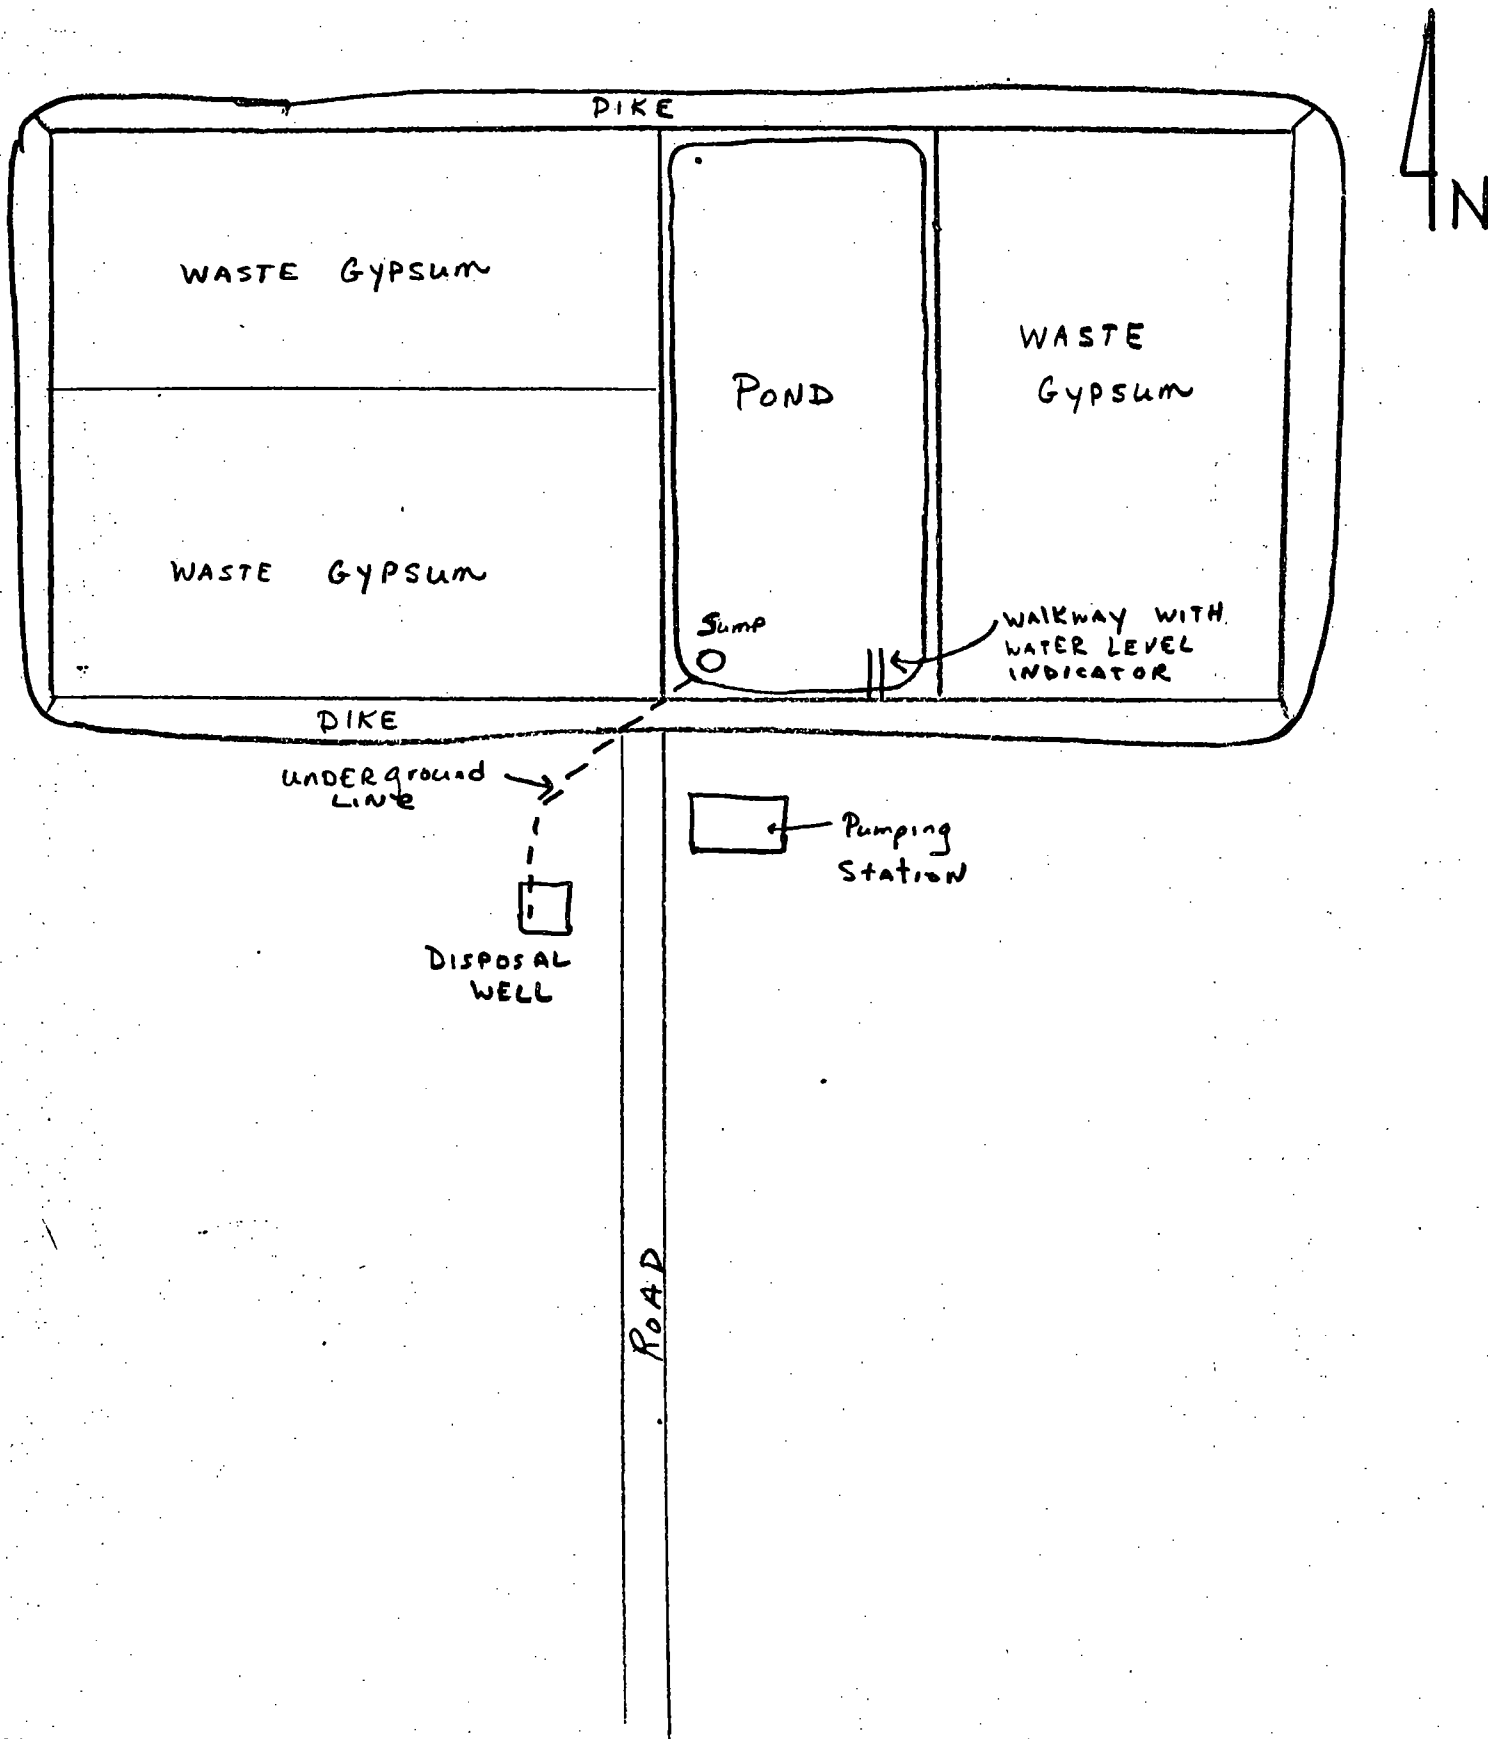 DIKE
N
WASTE GYPSUM
WASTE
GYPSUM
POND
WASTE GYPSUM
Sump
WALKWAY WITH
WATER LEVEL
INDICATOR
DIKE
UNDERground
LINe
Pumping
StatioN
DISPOSAL
WELL
ROAD